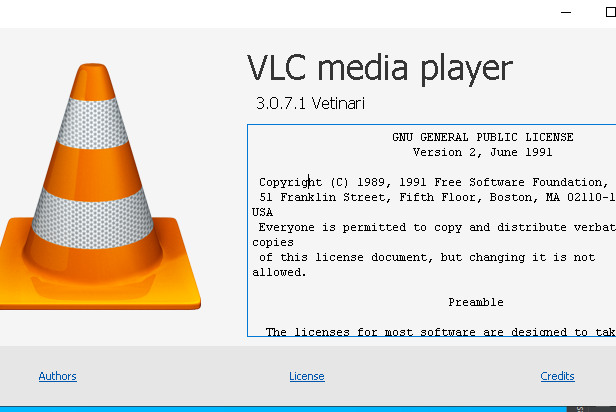 VLC media player
3.0.7.1 Vetinari
GNU GENERAL PUBLIC LICENSE
Version 2, June 1991
Copyright (C) 1989, 1991 Free Software Foundation,
51 Franklin Street, Fifth Floor, Boston, MA 02110-1
USA
Everyone is permitted to copy and distribute verbat
copies
of this license document, but changing it is not
allowed.
Preamble
The licenses for most software are designed to tak
Authors
License
Credits